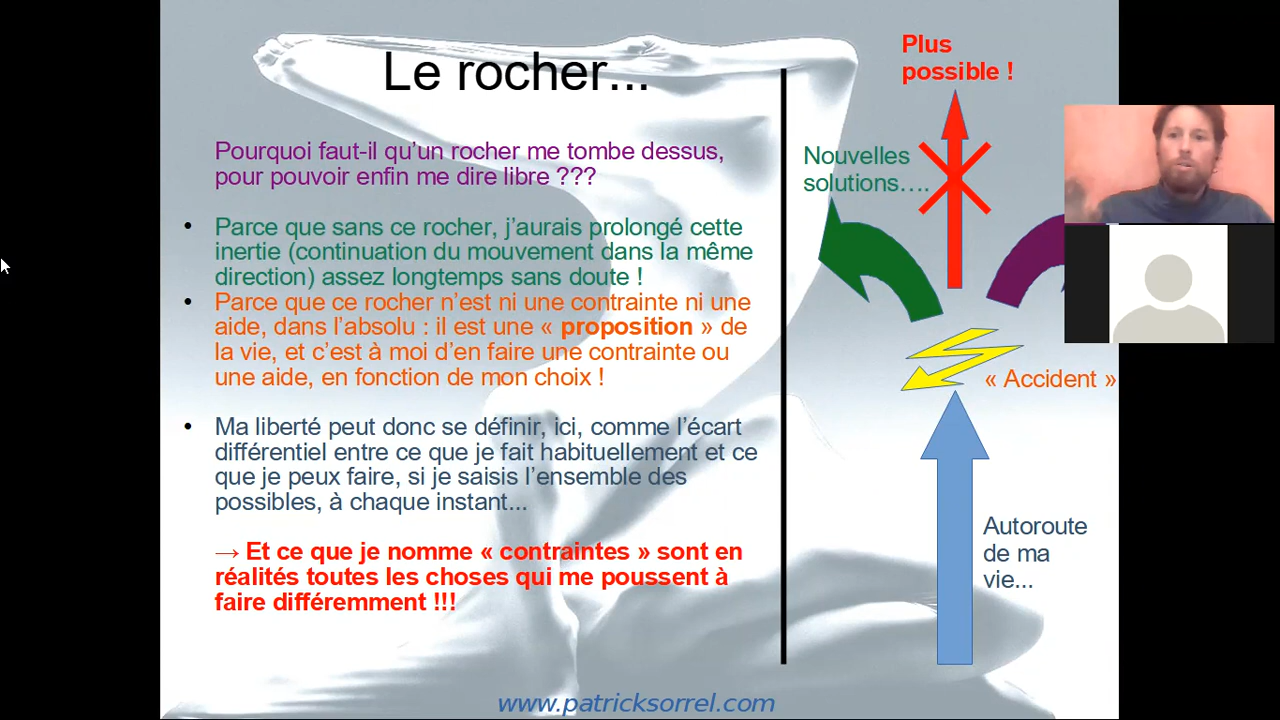 Le rocher...
Pourquoi faut-il qu'un rocher me tombe dessus,
pour pouvoir enfin me dire libre ???
• Parce que sans ce rocher, j'aurais prolongé cette
inertie (continuation du mouvement dans la même
direction) assez longtemps sans doute !
• Parce que ce rocher n'est ni une contrainte ni une
aide, dans l'absolu : il est une « proposition » de
la vie, et c'est à moi d'en faire une contrainte ou
une aide, en fonction de mon choix !
• Ma liberté peut donc se définir, ici, comme l'écart
différentiel entre ce que je fait habituellement et ce
que je peux faire, si je saisis l'ensemble des
possibles, à chaque instant...
→ Et ce que je nomme « contraintes » sont en
réalités toutes les choses qui me poussent à
faire différemment !!!
Plus
possible !
Nouvelles
solutions….
« Accident »
Autoroute
de ma
vie...
www.patricksorrel.com